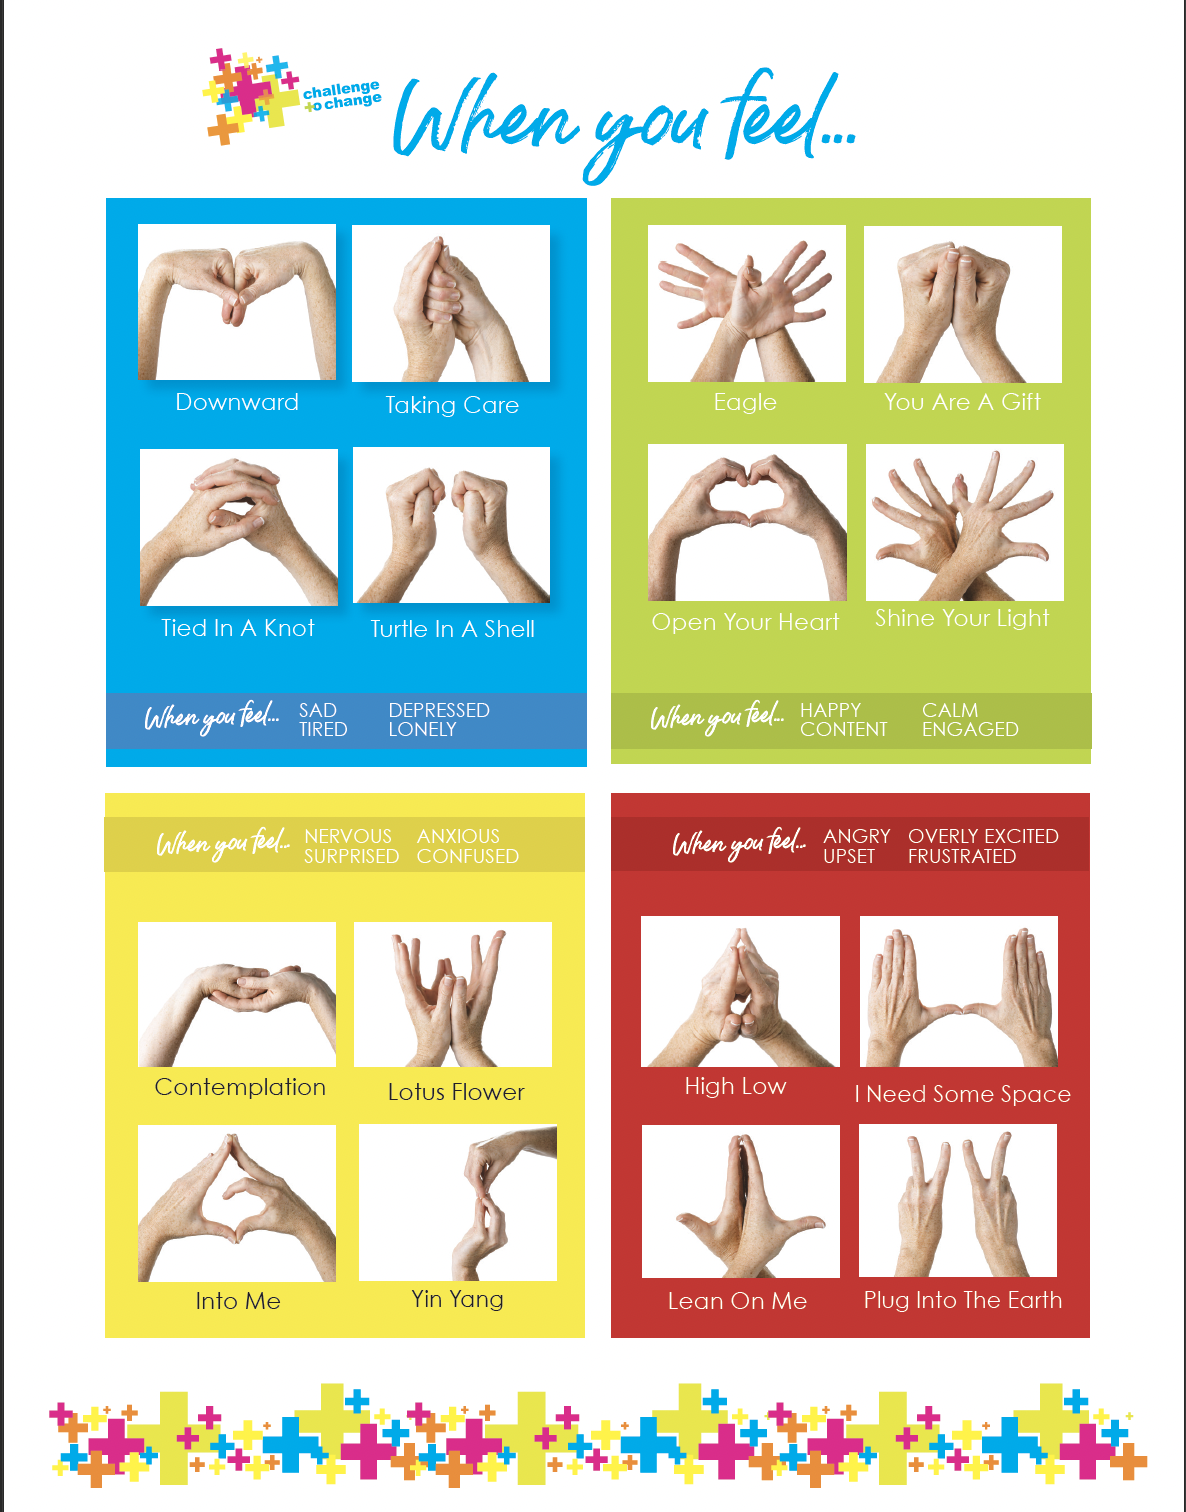 challenge
to change
When you feel...
Downward
Taking Care
Tied In A Knot
Turtle In A Shell
When you feel...
SAD
TIRED
DEPRESSED
LONELY
Eagle
You Are A Gift
Open Your Heart
Shine Your Light
When you feel...
HAPPY
CONTENT
CALM
ENGAGED
When you feel...
NERVOUS
SURPRISED
ANXIOUS
CONFUSED
Contemplation
Lotus Flower
Into Me
Yin Yang
When you feel...
ANGRY
UPSET
OVERLY EXCITED
FRUSTRATED
High Low
I Need Some Space
Lean On Me
Plug Into The Earth